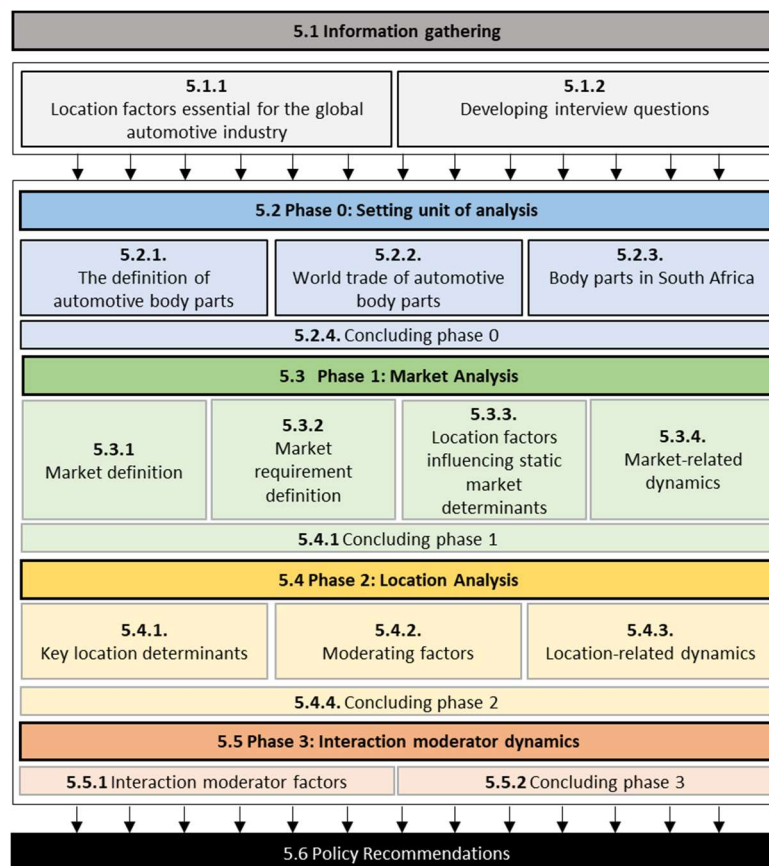 5.1 Information gathering
5.1.1
Location factors essential for the global
automotive industry
5.1.2
Developing interview questions
5.2 Phase 0: Setting unit of analysis
5.2.1.
The definition of
automotive body parts
5.2.2.
World trade of automotive
body parts
5.2.3.
Body parts in South Africa
5.2.4. Concluding phase 0
5.3 Phase 1: Market Analysis
5.3.1
Market definition
5.3.2
Market
requirement
definition
5.3.3.
Location factors
influencing static
market
determinants
5.3.4.
Market-related
dynamics
5.4.1 Concluding phase 1
5.4 Phase 2: Location Analysis
5.4.1.
Key location determinants
5.4.2.
Moderating factors
5.4.3.
Location-related dynamics
5.4.4. Concluding phase 2
5.5 Phase 3: Interaction moderator dynamics
5.5.1 Interaction moderator factors
5.5.2 Concluding phase 3
5.6 Policy Recommendations